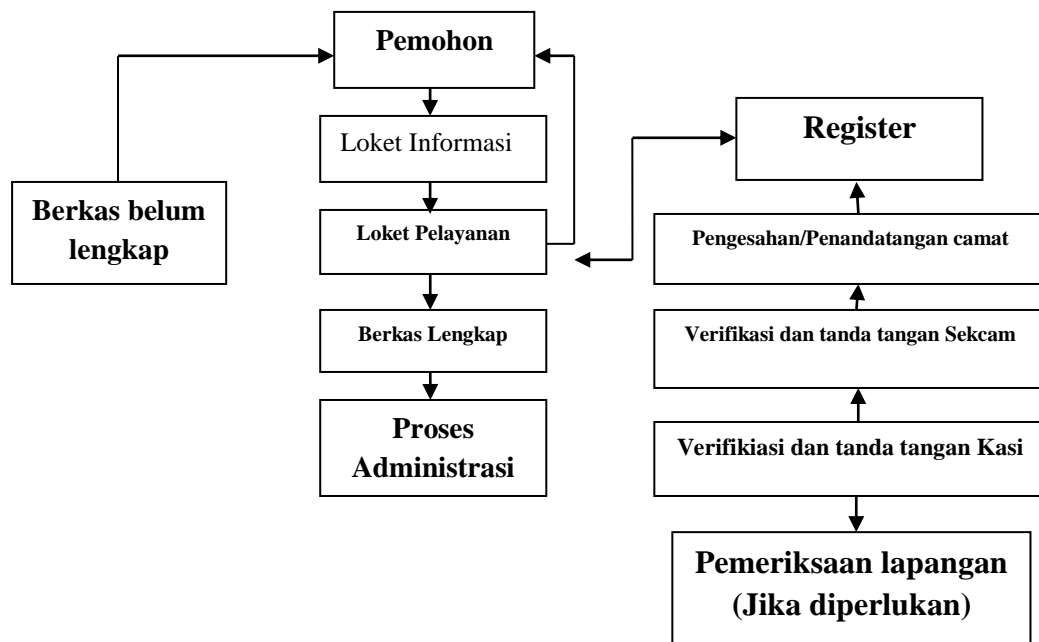 Pemohon
Loket Informasi
Register
Berkas belum
lengkap
Loket Pelayanan
Pengesahan/Penandatangan camat
Berkas Lengkap
Verifikasi dan tanda tangan Sekcam
Proses
Administrasi
Verifikiasi dan tanda tangan Kasi
Pemeriksaan lapangan
(Jika diperlukan)